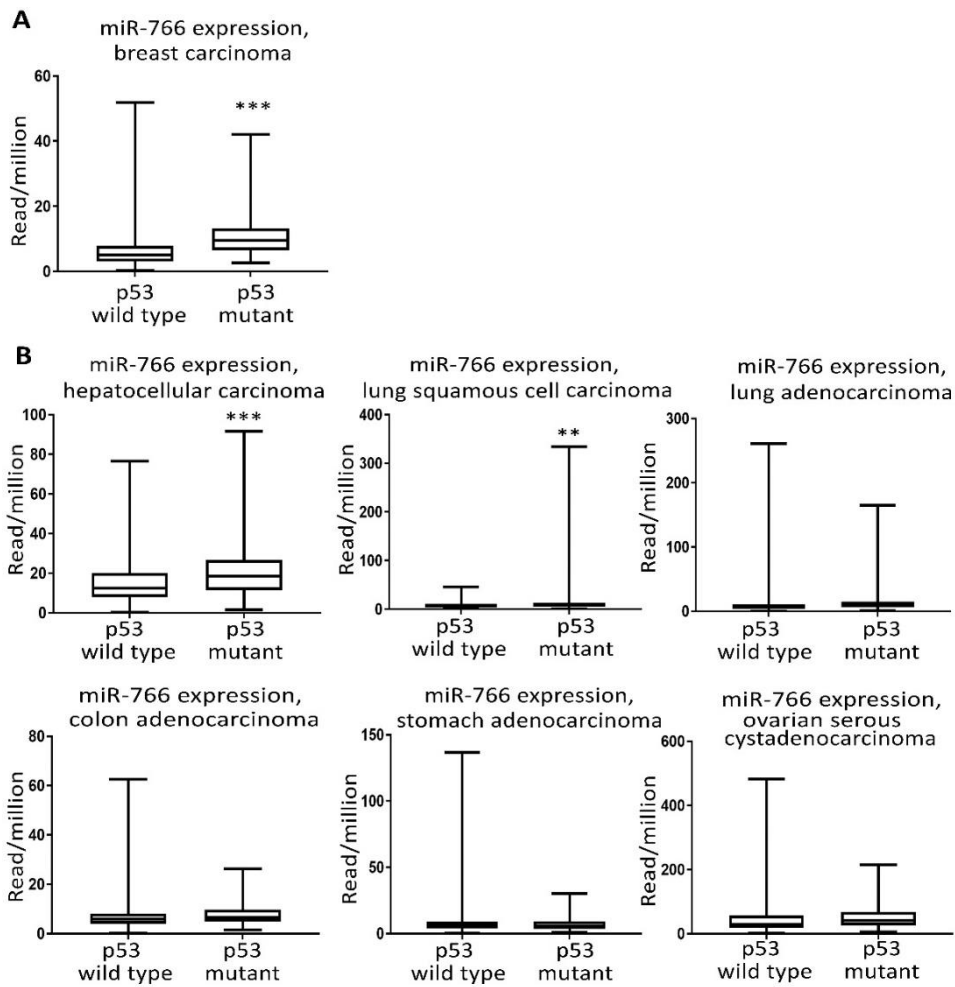 A
miR-766 expression,
breast carcinoma
Read/million
60
40
20
0
***
p53
wild type
p53
mutant
B
miR-766 expression,
hepatocellular carcinoma
Read/million
100
80
60
40
20
0
***
p53
wild type
p53
mutant
miR-766 expression,
lung squamous cell carcinoma
Read/million
400
300
200
100
0
**
p53
wild type
p53
mutant
miR-766 expression,
lung adenocarcinoma
Read/million
300
200
100
0
p53
wild type
p53
mutant
miR-766 expression,
colon adenocarcinoma
Read/million
80
60
40
20
0
p53
wild type
p53
mutant
miR-766 expression,
stomach adenocarcinoma
Read/million
150
100
50
0
p53
wild type
p53
mutant
miR-766 expression,
ovarian serous
cystadenocarcinoma
Read/million
600
400
200
0
p53
wild type
p53
mutant